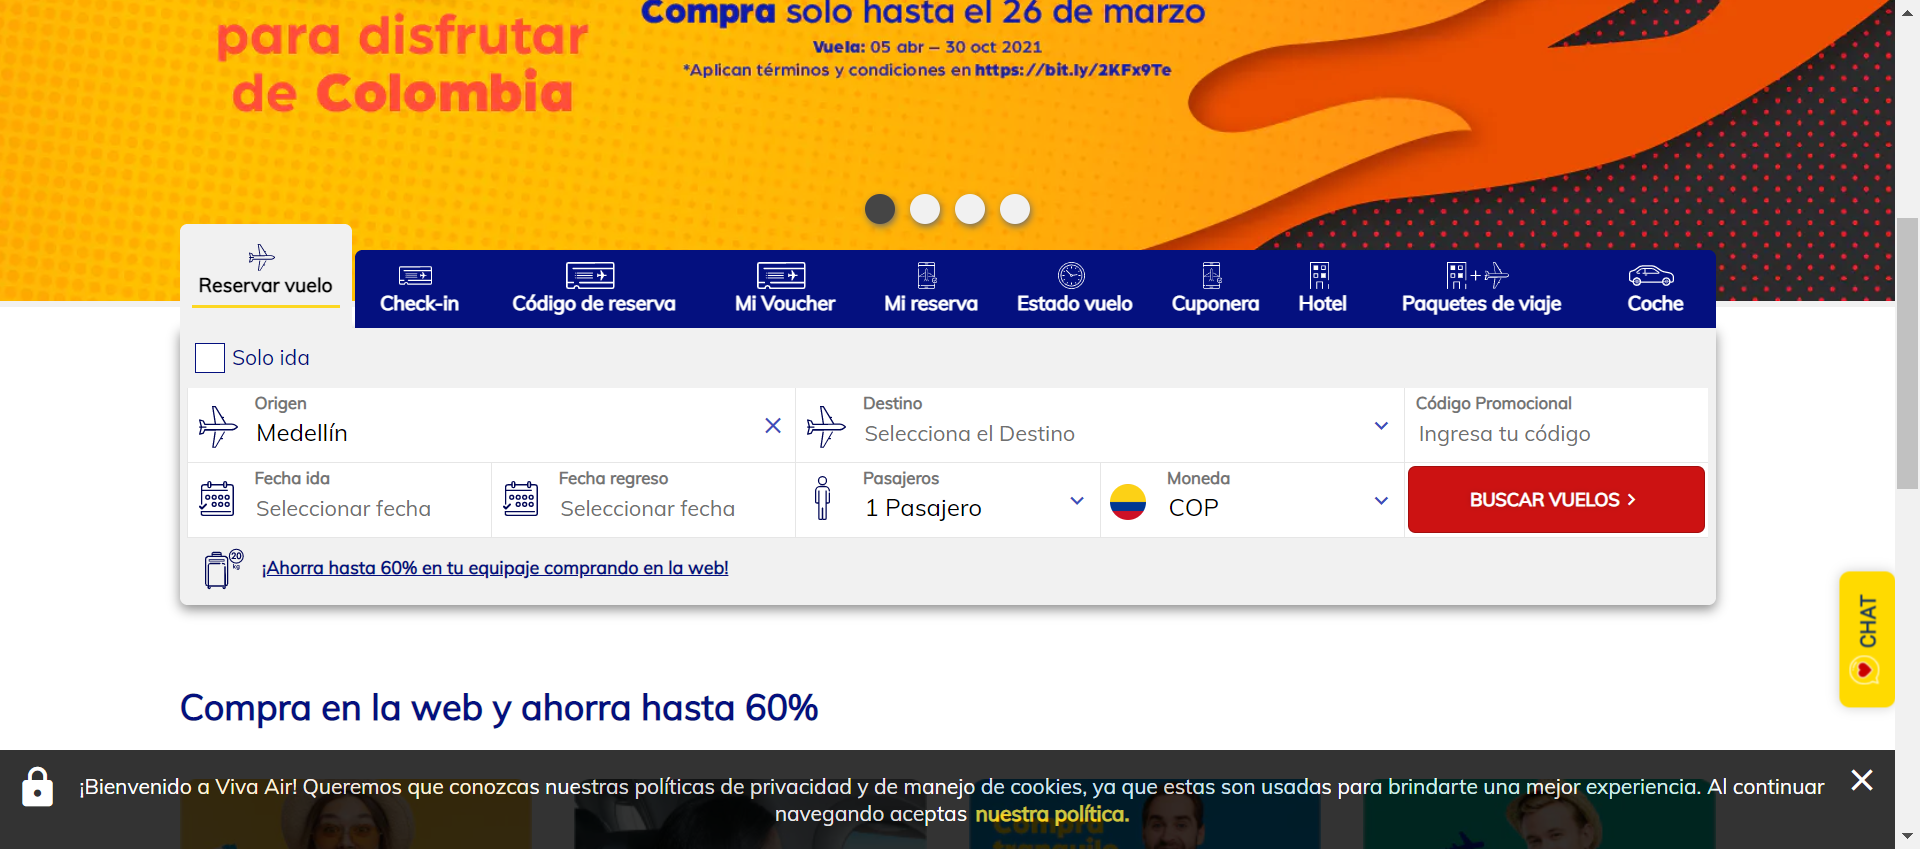 para disfrutar
de Colombia
Compra solo hasta el 26 de marzo
Vuela: 05 abr – 30 oct 2021
*Aplican términos y condiciones en https://bit.ly/2KFx9Te
Reservar vuelo
Check-in
Código de reserva
Mi Voucher
Mi reserva
Estado vuelo
Cuponera
Hotel
Paquetes de viaje
Coche
Solo ida
Origen
Medellín
Destino
Selecciona el Destino
Código Promocional
Ingresa tu código
Fecha ida
Seleccionar fecha
Fecha regreso
Seleccionar fecha
Pasajeros
1 Pasajero
Moneda
COP
BUSCAR VUELOS >
20
kg
¡Ahorra hasta 60% en tu equipaje comprando en la web!
CHAT
Compra en la web y ahorra hasta 60%
¡Bienvenido a Viva Air! Queremos que conozcas nuestras políticas de privacidad y de manejo de cookies, ya que estas son usadas para brindarte una mejor experiencia. Al continuar
navegando aceptas nuestra política.
Compra
tranquilo